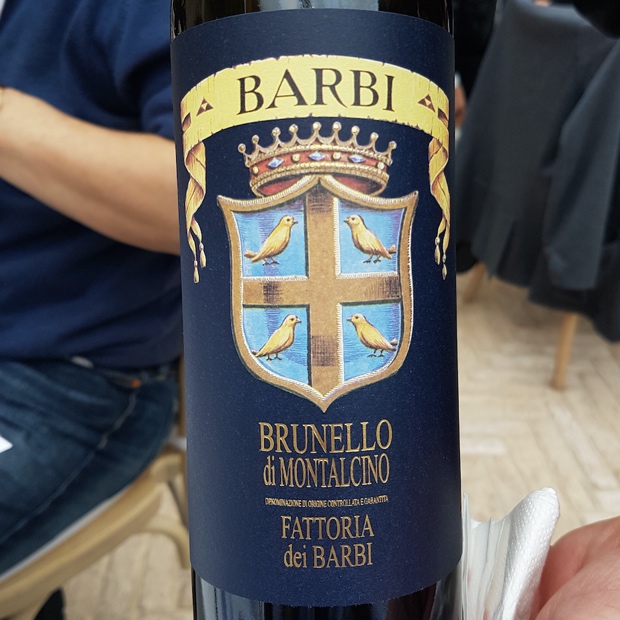 BARBI
BRUNELLO
di MONTALCINO
DENOMINAZIONE DI ORIGINE CONTROLLATA E GARANTITA
FATTORIA
dei BARBI